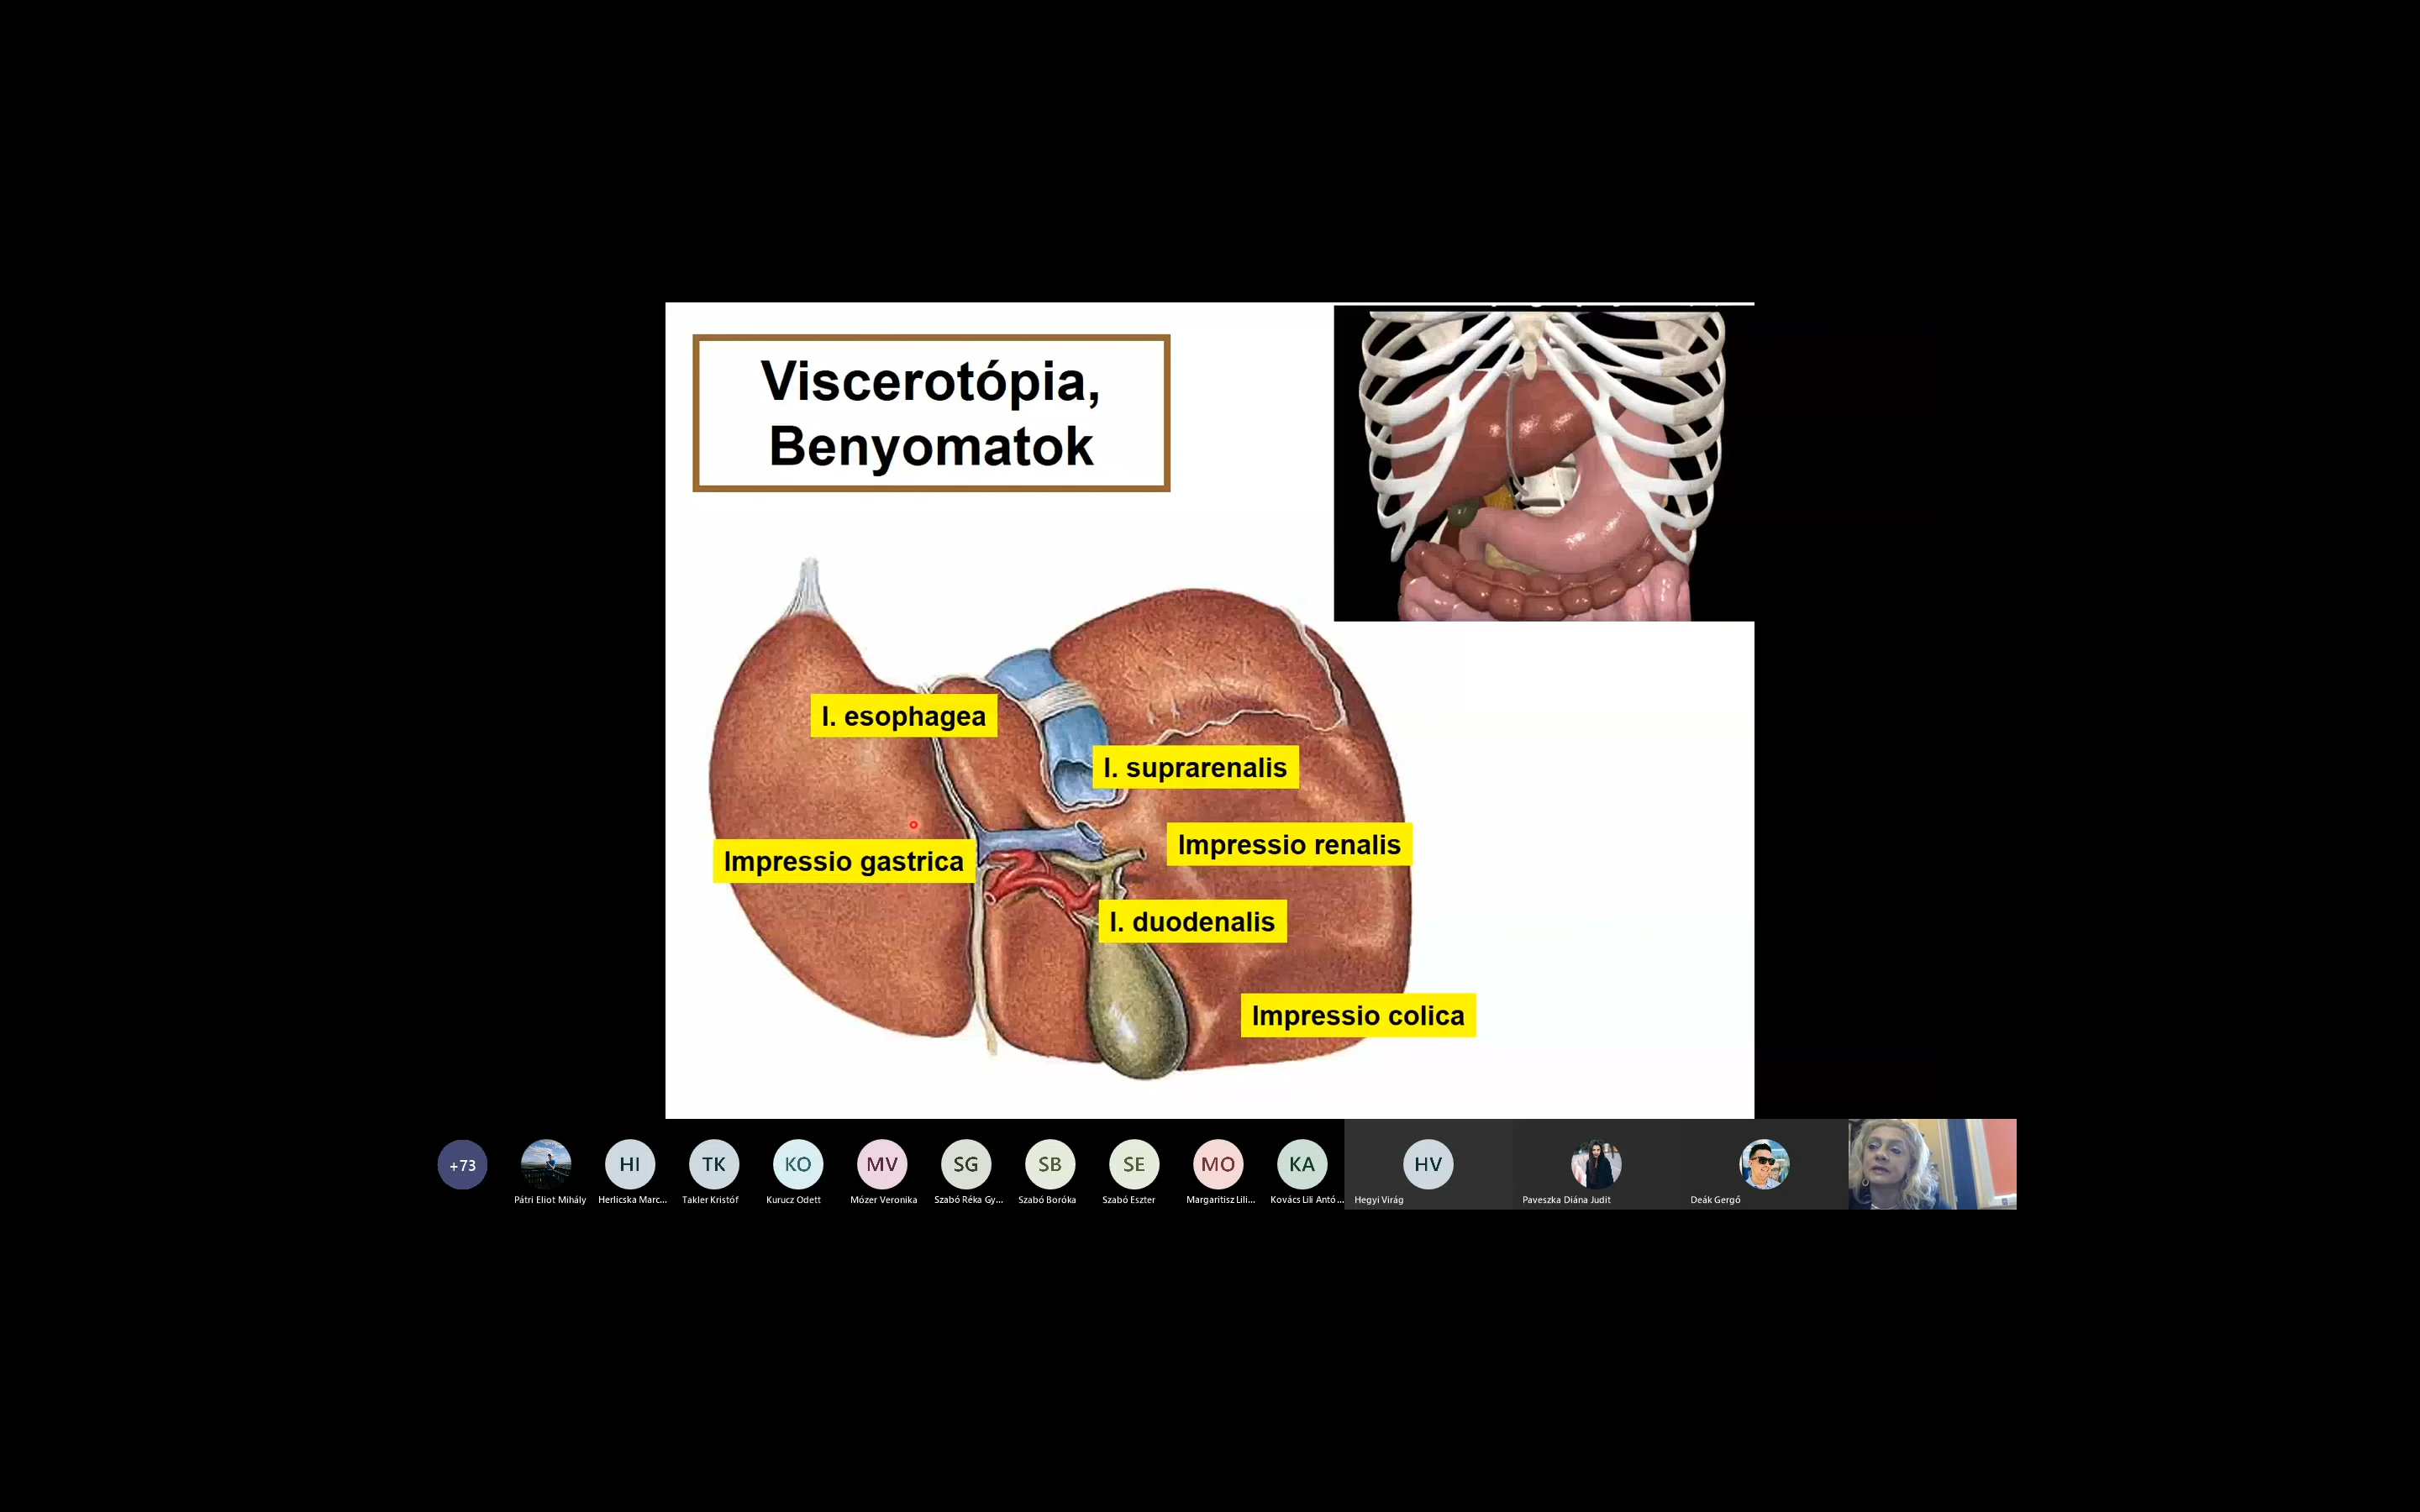 Viscerotópia,
Benyomatok
I. esophagea
I. suprarenalis
Impressio renalis
Impressio gastrica
I. duodenalis
Impressio colica
+73
HI
TK
KO
MV
SG
SB
SE
MO
KA
HV
Pátri Eliot Mihály
Herlicska Marc...
Takler Kristóf
Kurucz Odett
Mózer Veronika
Szabó Réka Gy...
Szabó Boróka
Szabó Eszter
Margaritisz Lili...
Kovács Lili Antó...
Hegyi Virág
Paveszka Diána Judit
Deák Gergő